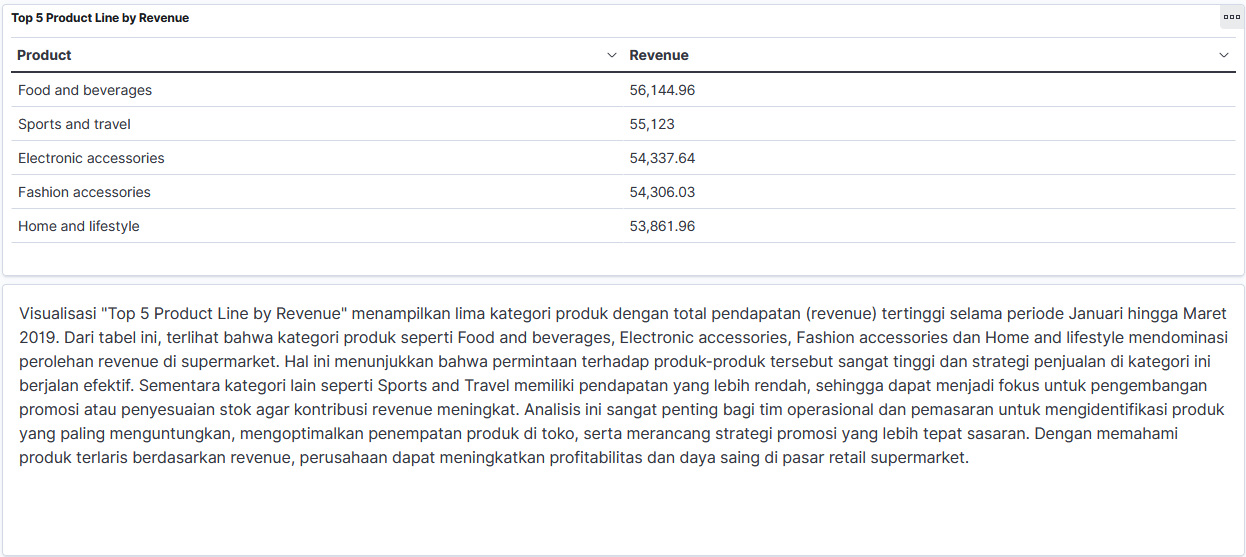 Top 5 Product Line by Revenue
Product Revenue
Food and beverages 56,144.96
Sports and travel 55,123
Electronic accessories 54,337.64
Fashion accessories 54,306.03
Home and lifestyle 53,861.96
Visualisasi "Top 5 Product Line by Revenue" menampilkan lima kategori produk dengan total pendapatan (revenue) tertinggi selama periode Januari hingga Maret
2019. Dari tabel ini, terlihat bahwa kategori produk seperti Food and beverages, Electronic accessories, Fashion accessories dan Home and lifestyle mendominasi
perolehan revenue di supermarket. Hal ini menunjukkan bahwa permintaan terhadap produk-produk tersebut sangat tinggi dan strategi penjualan di kategori ini
berjalan efektif. Sementara kategori lain seperti Sports and Travel memiliki pendapatan yang lebih rendah, sehingga dapat menjadi fokus untuk pengembangan
promosi atau penyesuaian stok agar kontribusi revenue meningkat. Analisis ini sangat penting bagi tim operasional dan pemasaran untuk mengidentifikasi produk
yang paling menguntungkan, mengoptimalkan penempatan produk di toko, serta merancang strategi promosi yang lebih tepat sasaran. Dengan memahami
produk terlaris berdasarkan revenue, perusahaan dapat meningkatkan profitabilitas dan daya saing di pasar retail supermarket.